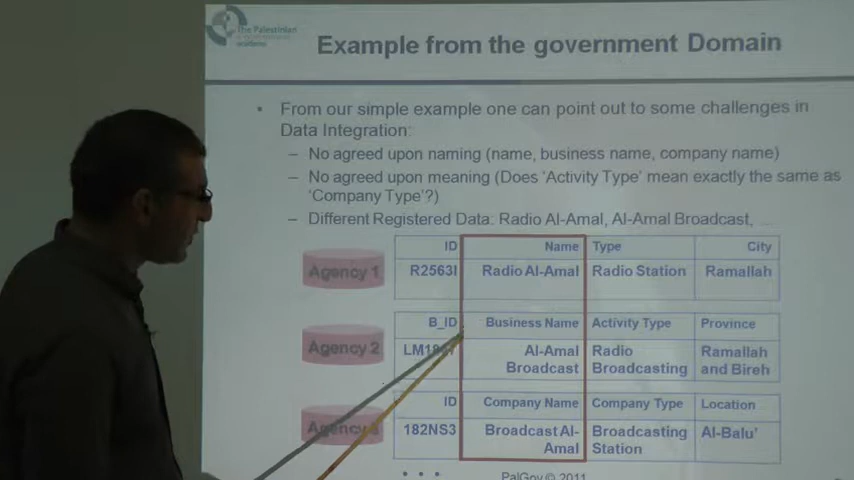 The Palestinian
academy
Example from the government Domain
• From our simple example one can point out to some challenges in
Data Integration:
– No agreed upon naming (name, business name, company name)
– No agreed upon meaning (Does 'Activity Type' mean exactly the same as
'Company Type'?)
– Different Registered Data: Radio Al-Amal, Al-Amal Broadcast, ...
ID Name Type City
Agency 1 R2563I Radio Al-Amal Radio Station Ramallah
B_ID Business Name Activity Type Province
Agency 2 Al-Amal Radio Ramallah
Broadcast Broadcasting and Bireh
ID Company Name Company Type Location
Agency 182NS3 Broadcast Al- Broadcasting Al-Balu'
Amal Station
• • •
PalGov © 2011